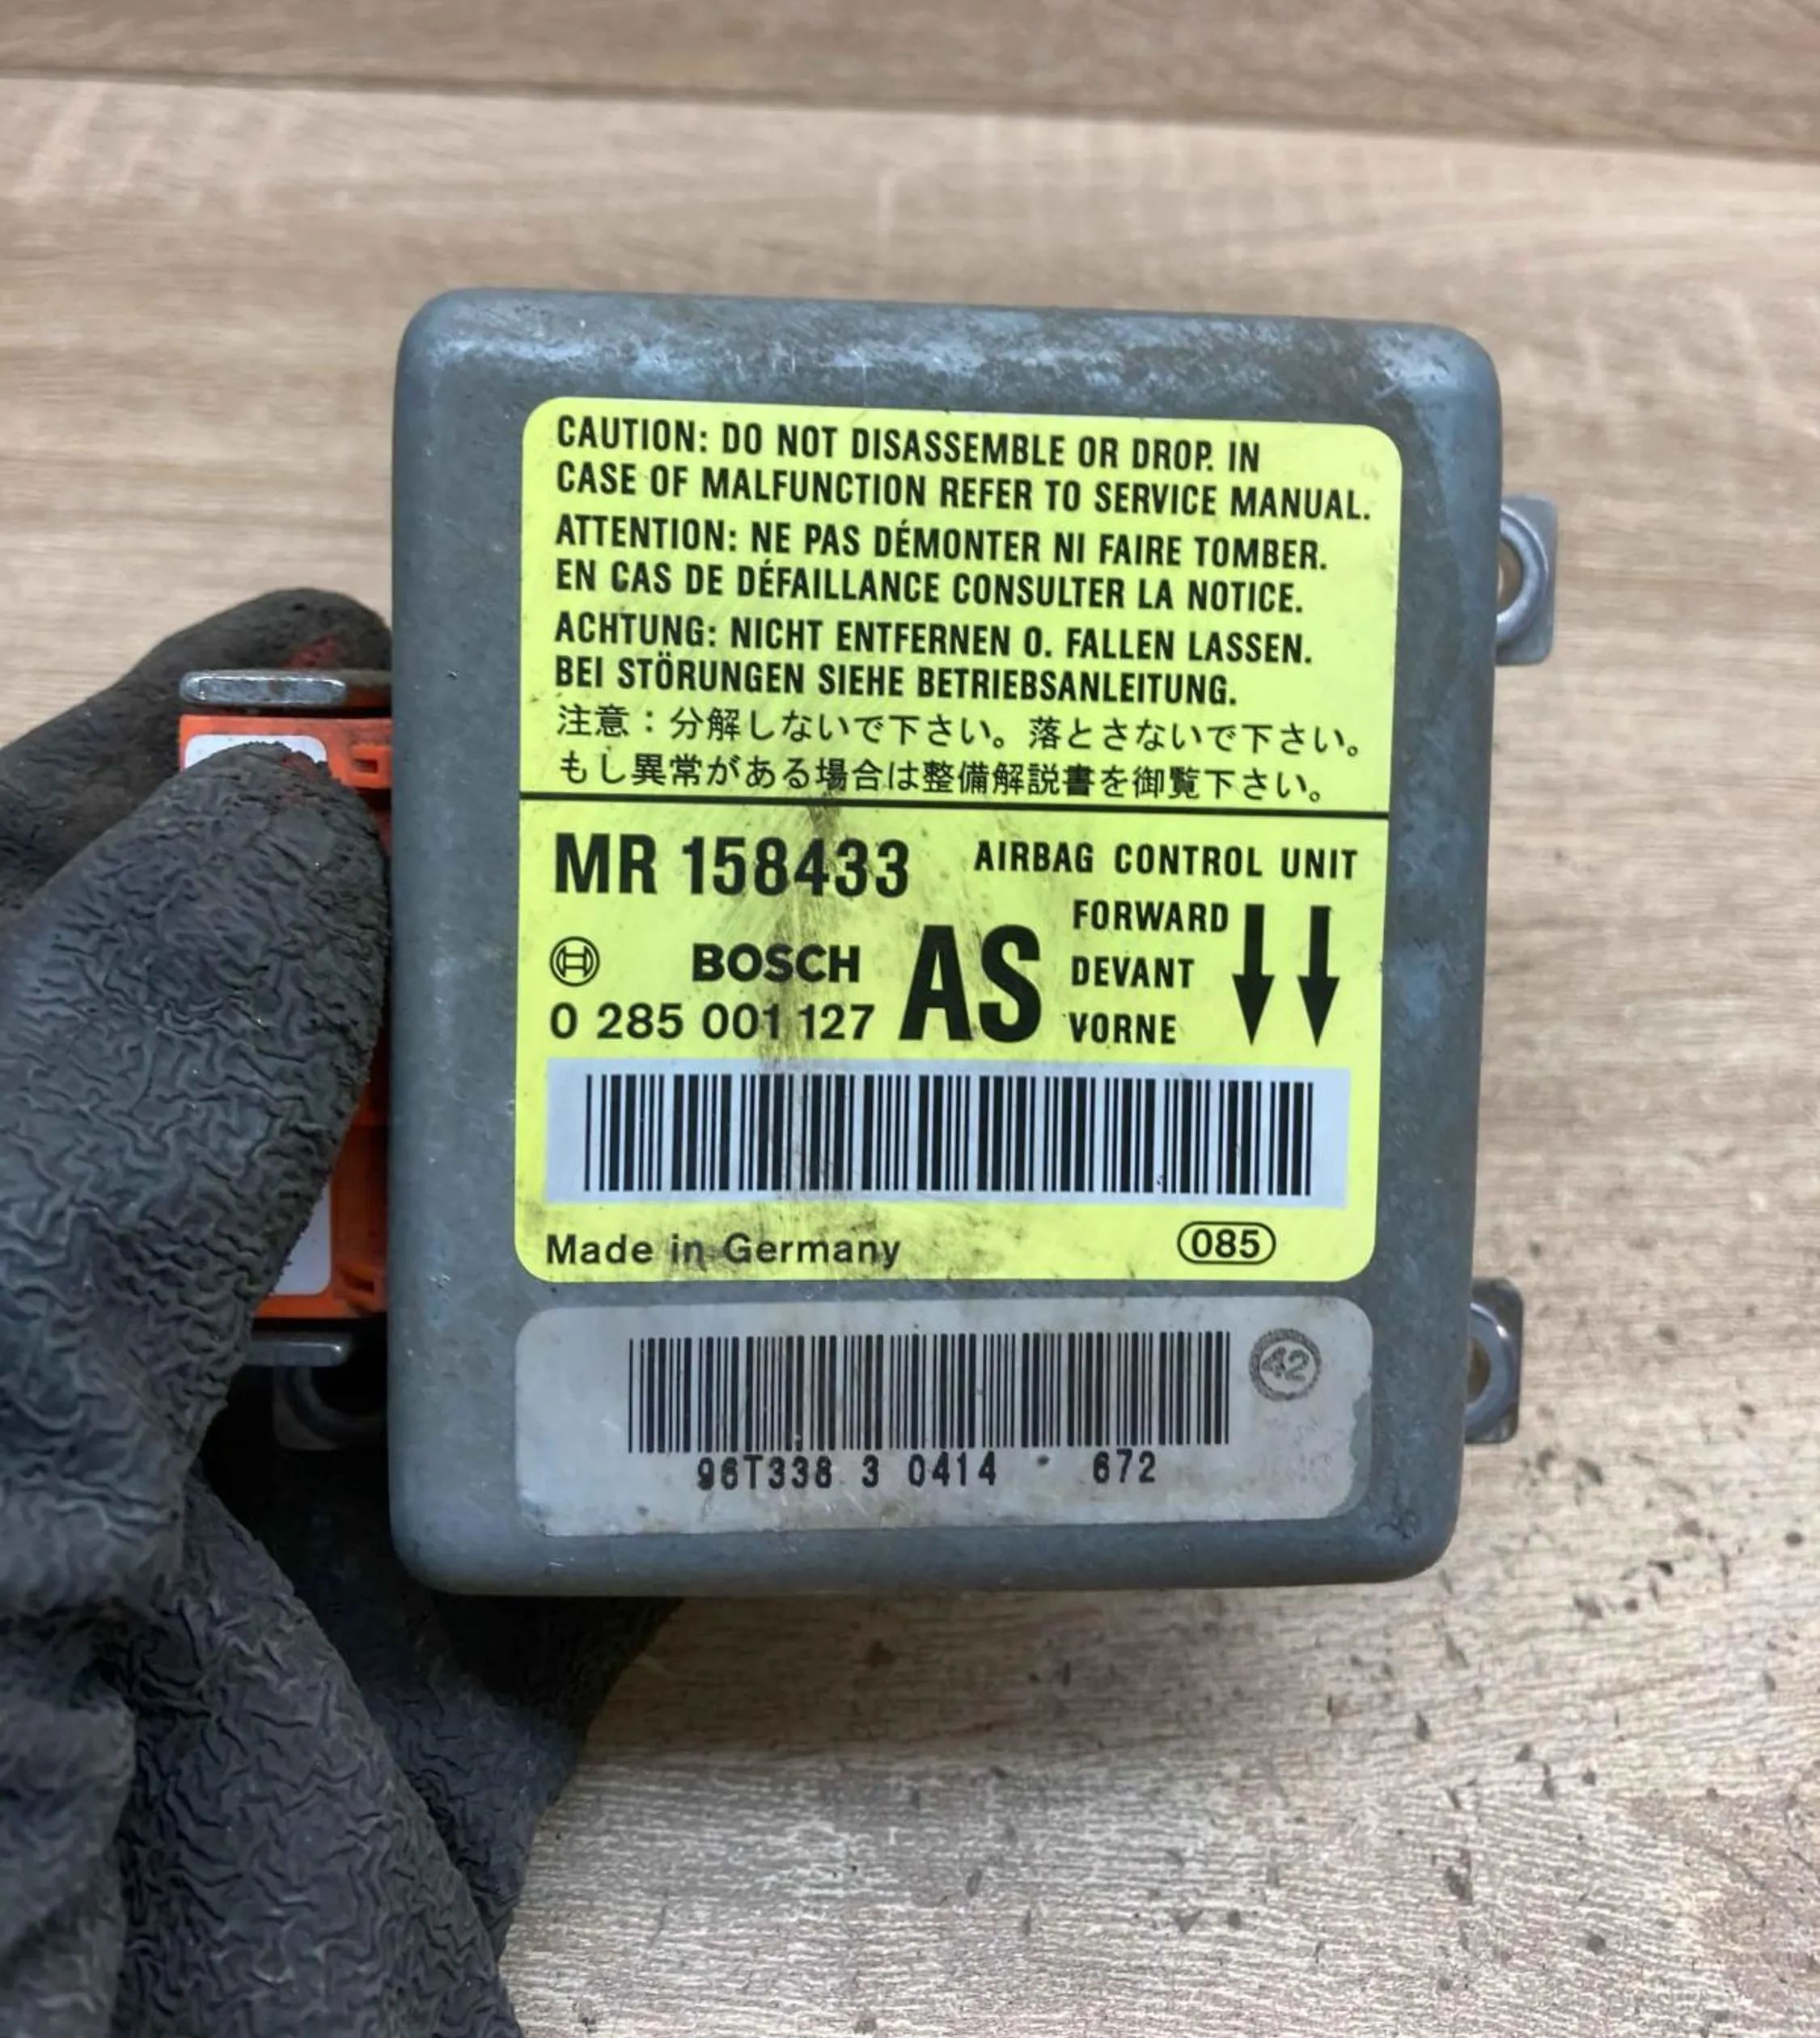 CAUTION: DO NOT DISASSEMBLE OR DROP. IN
CASE OF MALFUNCTION REFER TO SERVICE MANUAL.
ATTENTION: NE PAS DÉMONTER NI FAIRE TOMBER.
EN CAS DE DÉFAILLANCE CONSULTER LA NOTICE.
ACHTUNG: NICHT ENTFERNEN O. FALLEN LASSEN.
BEI STÖRUNGEN SIEHE BETRIEBSANLEITUNG.
注意：分解しないで下さい。落とさないで下さい。
もし異常がある場合は整備解説書を御覧下さい。
MR 158433 AIRBAG CONTROL UNIT
FORWARD
BOSCH AS DEVANT
0 285 001 127 VORNE
Made in Germany 085
42
96T338 3 0414 672